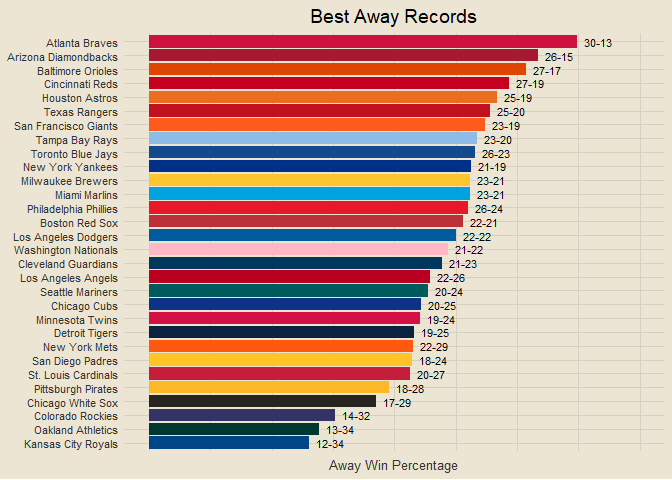 Best Away Records
Atlanta Braves 30-13
Arizona Diamondbacks 26-15
Baltimore Orioles 27-17
Cincinnati Reds 27-19
Houston Astros 25-19
Texas Rangers 25-20
San Francisco Giants 23-19
Tampa Bay Rays 23-20
Toronto Blue Jays 26-23
New York Yankees 21-19
Milwaukee Brewers 23-21
Miami Marlins 23-21
Philadelphia Phillies 26-24
Boston Red Sox 22-21
Los Angeles Dodgers 22-22
Washington Nationals 21-22
Cleveland Guardians 21-23
Los Angeles Angels 22-26
Seattle Mariners 20-24
Chicago Cubs 20-25
Minnesota Twins 19-24
Detroit Tigers 19-25
New York Mets 22-29
San Diego Padres 18-24
St. Louis Cardinals 20-27
Pittsburgh Pirates 18-28
Chicago White Sox 17-29
Colorado Rockies 14-32
Oakland Athletics 13-34
Kansas City Royals 12-34
Away Win Percentage